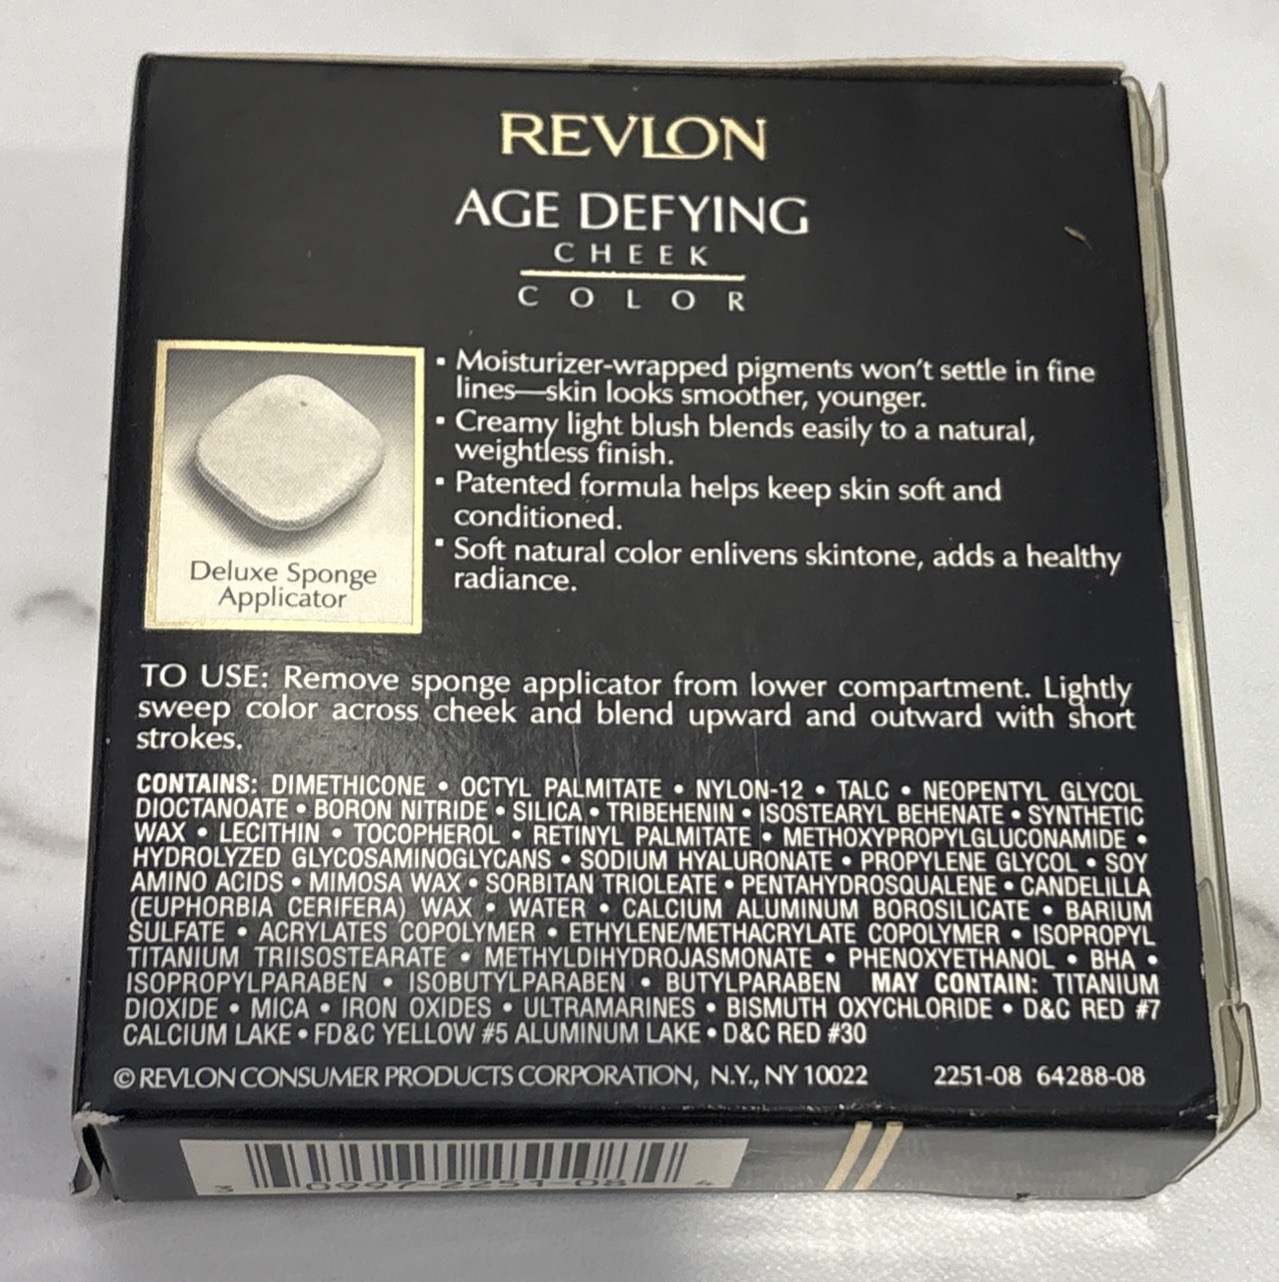 REVLON
AGE DEFYING
CHEEK
COLOR
Deluxe Sponge
Applicator
▪ Moisturizer-wrapped pigments won't settle in fine
lines—skin looks smoother, younger.
▪ Creamy light blush blends easily to a natural,
weightless finish.
▪ Patented formula helps keep skin soft and
conditioned.
▪ Soft natural color enlivens skintone, adds a healthy
radiance.
TO USE: Remove sponge applicator from lower compartment. Lightly
sweep color across cheek and blend upward and outward with short
strokes.
CONTAINS: DIMETHICONE • OCTYL PALMITATE • NYLON-12 • TALC • NEOPENTYL GLYCOL
DIOCTANOATE • BORON NITRIDE • SILICA • TRIBEHENIN • ISOSTEARYL BEHENATE • SYNTHETIC
WAX • LECITHIN • TOCOPHEROL • RETINYL PALMITATE • METHOXYPROPYLGLUCONAMIDE •
HYDROLYZED GLYCOSAMINOGLYCANS • SODIUM HYALURONATE • PROPYLENE GLYCOL • SOY
AMINO ACIDS • MIMOSA WAX • SORBITAN TRIOLEATE • PENTAHYDROSQUALENE • CANDELILLA
(EUPHORBIA CERIFERA) WAX • WATER • CALCIUM ALUMINUM BOROSILICATE • BARIUM
SULFATE • ACRYLATES COPOLYMER • ETHYLENE/METHACRYLATE COPOLYMER • ISOPROPYL
TITANIUM TRIISOSTEARATE • METHYLDIHYDROJASMONATE • PHENOXYETHANOL • BHA •
ISOPROPYLPARABEN • ISOBUTYLPARABEN • BUTYLPARABEN MAY CONTAIN: TITANIUM
DIOXIDE • MICA • IRON OXIDES • ULTRAMARINES • BISMUTH OXYCHLORIDE • D&C RED #7
CALCIUM LAKE • FD&C YELLOW #5 ALUMINUM LAKE • D&C RED #30
© REVLON CONSUMER PRODUCTS CORPORATION, N.Y., NY 10022 2251-08 64288-08
3 0997-2251-08 4